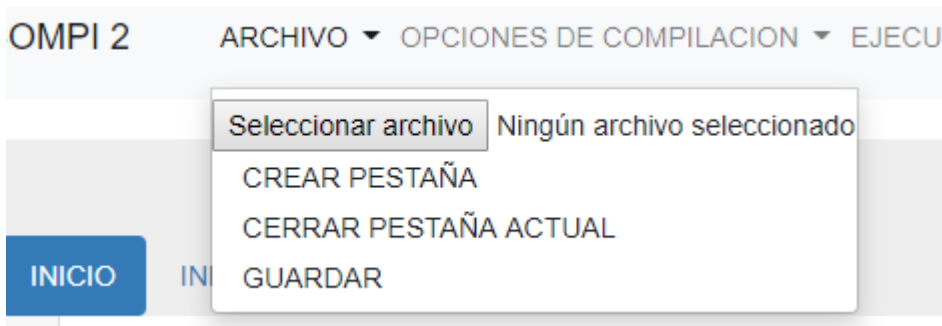 OMPI 2 ARCHIVO OPCIONES DE COMPILACION EJECU
Seleccionar archivo Ningún archivo seleccionado
CREAR PESTAÑA
CERRAR PESTAÑA ACTUAL
INICIO IN GUARDAR